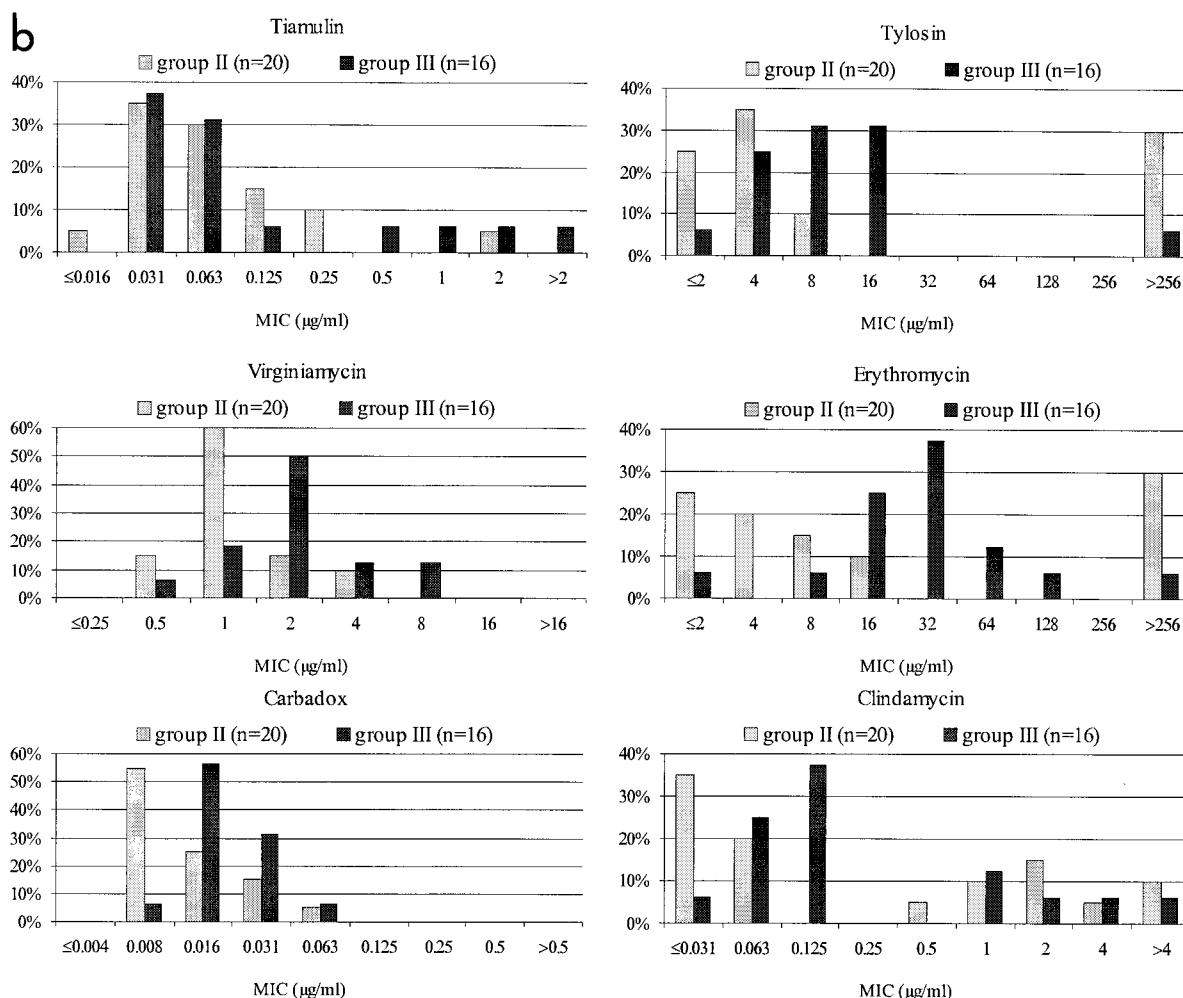 b
Tiamulin
group II (n=20) group III (n=16)
40%
30%
20%
10%
0%
≤0.016 0.031 0.063 0.125 0.25 0.5 1 2 >2
MIC (µg/ml)
Tylosin
group II (n=20) group III (n=16)
40%
30%
20%
10%
0%
≤2 4 8 16 32 64 128 256 >256
MIC (µg/ml)
Virginiamycin
group II (n=20) group III (n=16)
60%
50%
40%
30%
20%
10%
0%
≤0.25 0.5 1 2 4 8 16 >16
MIC (µg/ml)
Erythromycin
group II (n=20) group III (n=16)
40%
30%
20%
10%
0%
≤2 4 8 16 32 64 128 256 >256
MIC (µg/ml)
Carbadox
group II (n=20) group III (n=16)
60%
50%
40%
30%
20%
10%
0%
≤0.004 0.008 0.016 0.031 0.063 0.125 0.25 0.5 >0.5
MIC (µg/ml)
Clindamycin
group II (n=20) group III (n=16)
40%
30%
20%
10%
0%
≤0.031 0.063 0.125 0.25 0.5 1 2 4 >4
MIC (µg/ml)